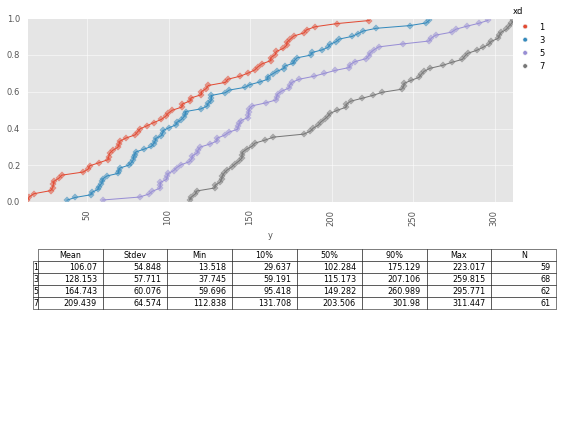 xd
1.0
0.8
0.6
0.4
0.2
0.0
1
3
5
7
50
100
150
200
250
300
y
Mean Stdev Min 10% 50% 90% Max N
1 106.07 54.848 13.518 29.637 102.284 175.129 223.017 59
3 128.153 57.711 37.745 59.191 115.173 207.106 259.815 68
5 164.743 60.076 59.696 95.418 149.282 260.989 295.771 62
7 209.439 64.574 112.838 131.708 203.506 301.98 311.447 61